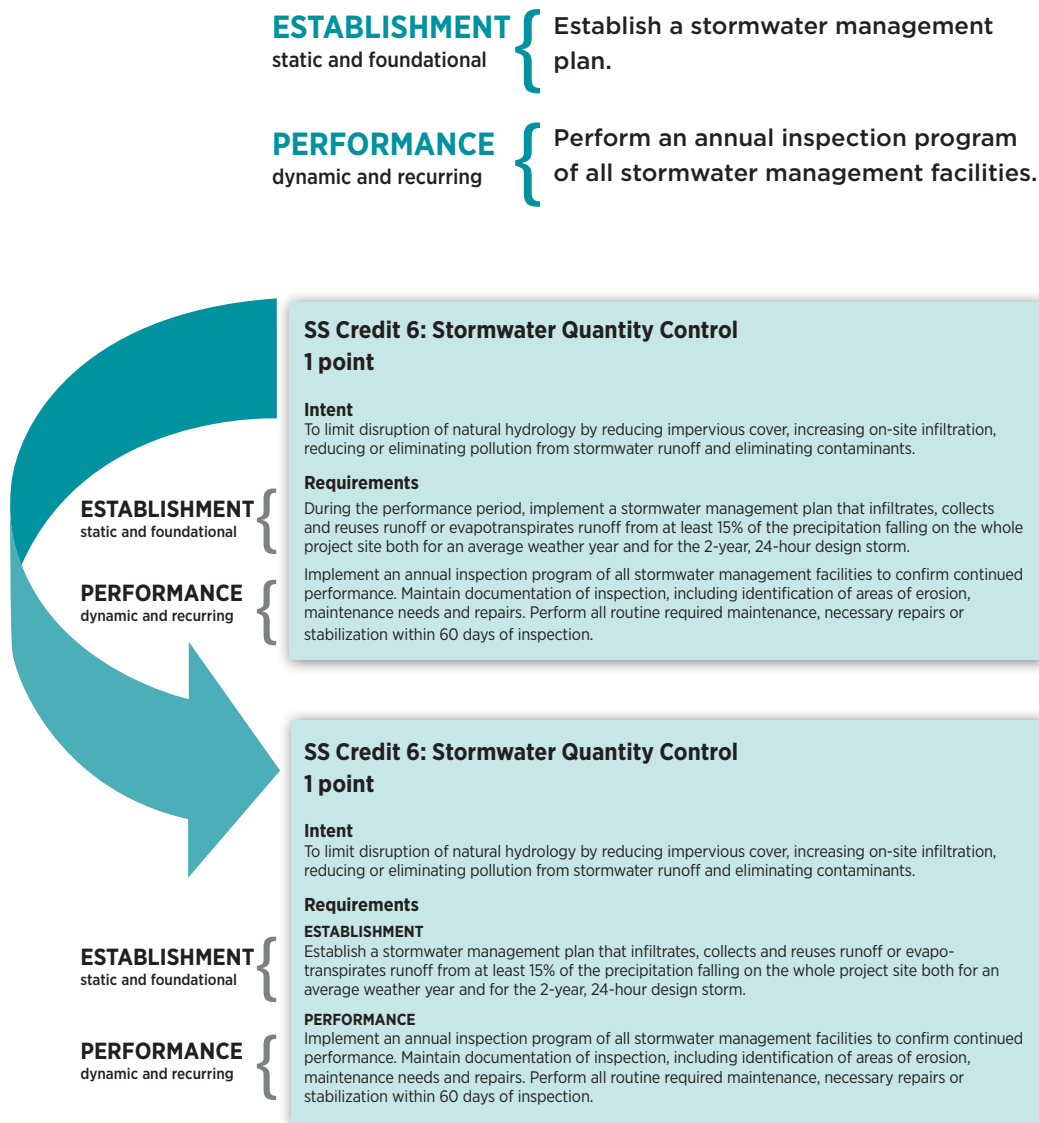 ESTABLISHMENT
static and foundational
{
Establish a stormwater management
plan.
PERFORMANCE
dynamic and recurring
{
Perform an annual inspection program
of all stormwater management facilities.
SS Credit 6: Stormwater Quantity Control
1 point
Intent
To limit disruption of natural hydrology by reducing impervious cover, increasing on-site infiltration,
reducing or eliminating pollution from stormwater runoff and eliminating contaminants.
Requirements
ESTABLISHMENT
static and foundational
{
During the performance period, implement a stormwater management plan that infiltrates, collects
and reuses runoff or evapotranspirates runoff from at least 15% of the precipitation falling on the whole
project site both for an average weather year and for the 2-year, 24-hour design storm.
PERFORMANCE
dynamic and recurring
{
Implement an annual inspection program of all stormwater management facilities to confirm continued
performance. Maintain documentation of inspection, including identification of areas of erosion,
maintenance needs and repairs. Perform all routine required maintenance, necessary repairs or
stabilization within 60 days of inspection.
SS Credit 6: Stormwater Quantity Control
1 point
Intent
To limit disruption of natural hydrology by reducing impervious cover, increasing on-site infiltration,
reducing or eliminating pollution from stormwater runoff and eliminating contaminants.
Requirements
ESTABLISHMENT
static and foundational
{
ESTABLISHMENT
Establish a stormwater management plan that infiltrates, collects and reuses runoff or evapo-
transpirates runoff from at least 15% of the precipitation falling on the whole project site both for an
average weather year and for the 2-year, 24-hour design storm.
PERFORMANCE
dynamic and recurring
{
PERFORMANCE
Implement an annual inspection program of all stormwater management facilities to confirm continued
performance. Maintain documentation of inspection, including identification of areas of erosion,
maintenance needs and repairs. Perform all routine required maintenance, necessary repairs or
stabilization within 60 days of inspection.